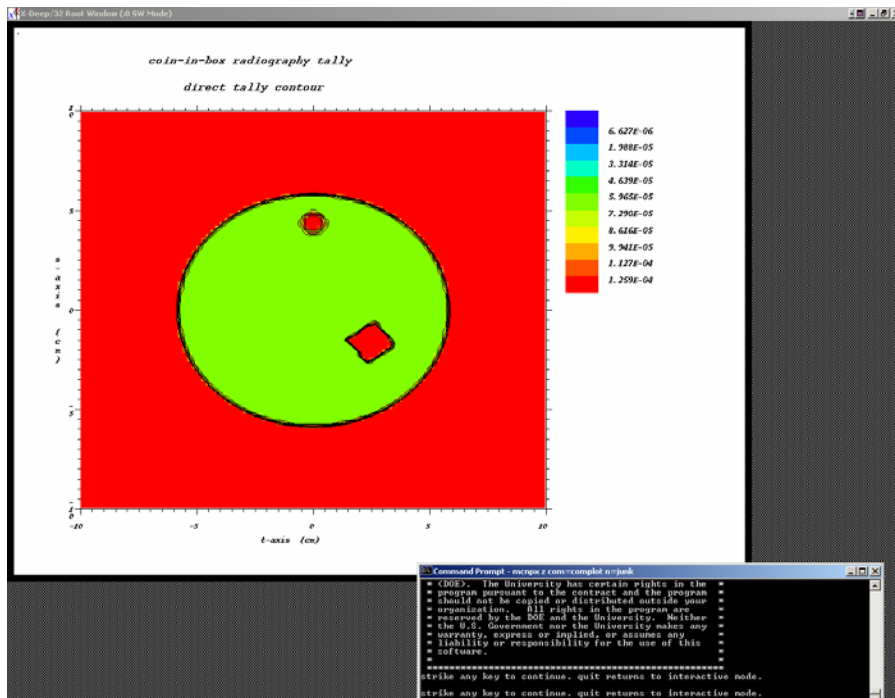 X-Deep/32 Root Window (:0 SW Mode)
coin-in-box radiography tally
direct tally contour
6.627E-06
1.988E-05
3.314E-05
4.639E-05
5.965E-05
7.290E-05
8.616E-05
9.941E-05
1.127E-04
1.259E-04
10
5
0
-5
-10
s-axis (cm)
-10 -5 0 5 10
t-axis (cm)
Command Prompt - mcnpx z com=complot n=junk
* (DOE). The University has certain rights in the *
* program pursuant to the contract and the program *
* should not be copied or distributed outside your *
* organization. All rights in the program are *
* reserved by the DOE and the University. Neither *
* the U.S. Government nor the University makes any *
* warranty, express or implied, or assumes any *
* liability or responsibility for the use of this *
* software. *
strike any key to continue. quit returns to interactive mode.
strike any key to continue. quit returns to interactive mode.